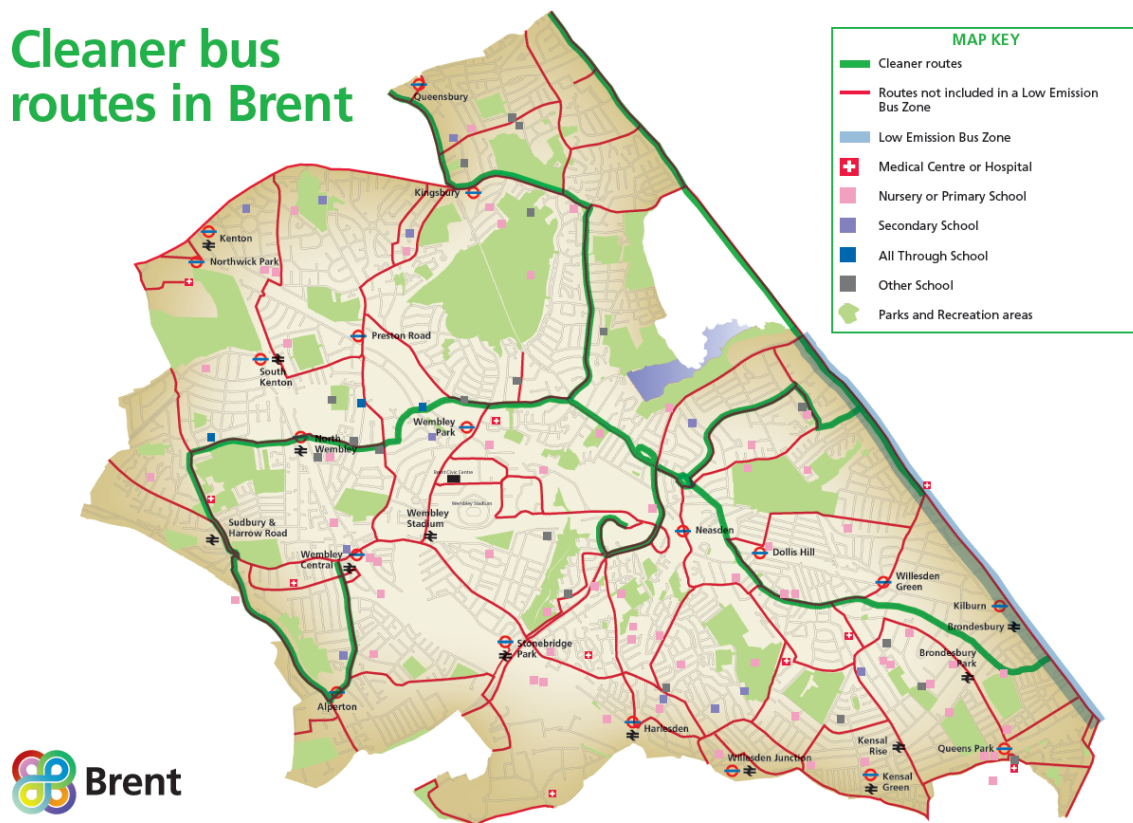 Cleaner bus
routes in Brent
MAP KEY
Cleaner routes
Routes not included in a Low Emission
Bus Zone
Low Emission Bus Zone
Medical Centre or Hospital
Nursery or Primary School
Secondary School
All Through School
Other School
Parks and Recreation areas
Queensbury
Kingsbury
Kenton
Northwick Park
Preston Road
South
Kenton
Wembley
Park
North
Wembley
Brent Civic Centre
Wembley Stadium
Wembley
Stadium
Sudbury &
Harrow Road
Wembley
Central
Neasden
Dollis Hill
Willesden
Green
Kilburn
Brondesbury
Brondesbury
Park
Stonebridge
Park
Alperton
Harlesden
Willesden Junction
Kensal
Rise
Queens Park
Kensal
Green
Brent